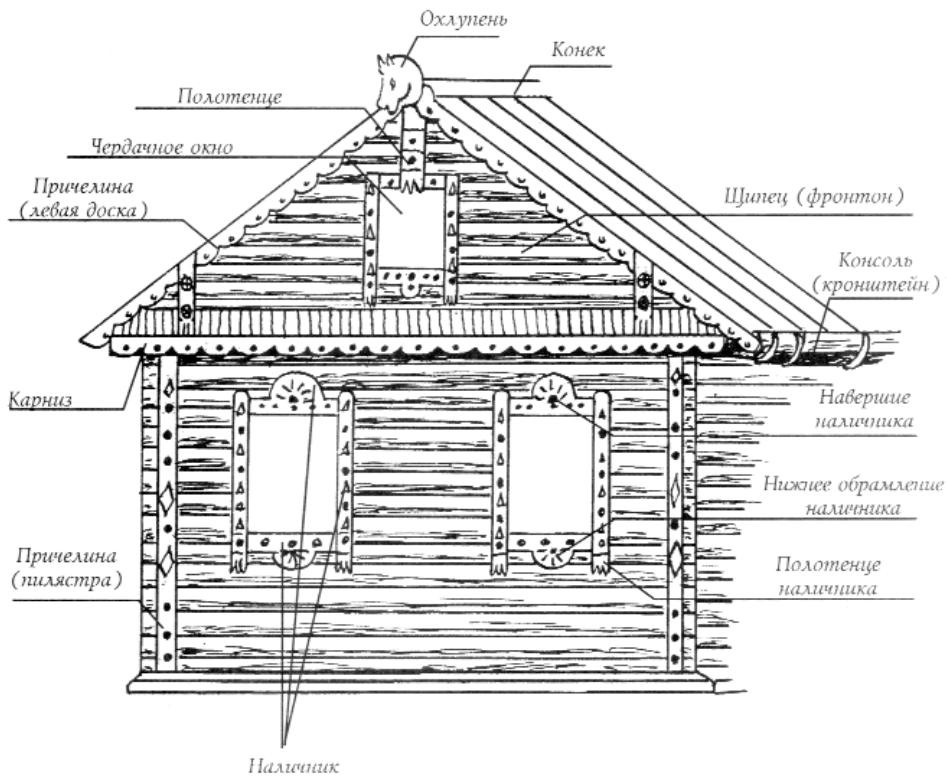 Охлупень
Конек
Полотенце
Чердачное окно
Причелина
(левая доска)
Щипец (фронтон)
Консоль
(кронштейн)
Карниз
Навершие
наличника
Нижнее обрамление
наличника
Причелина
(пилястра)
Полотенце
наличника
Наличник